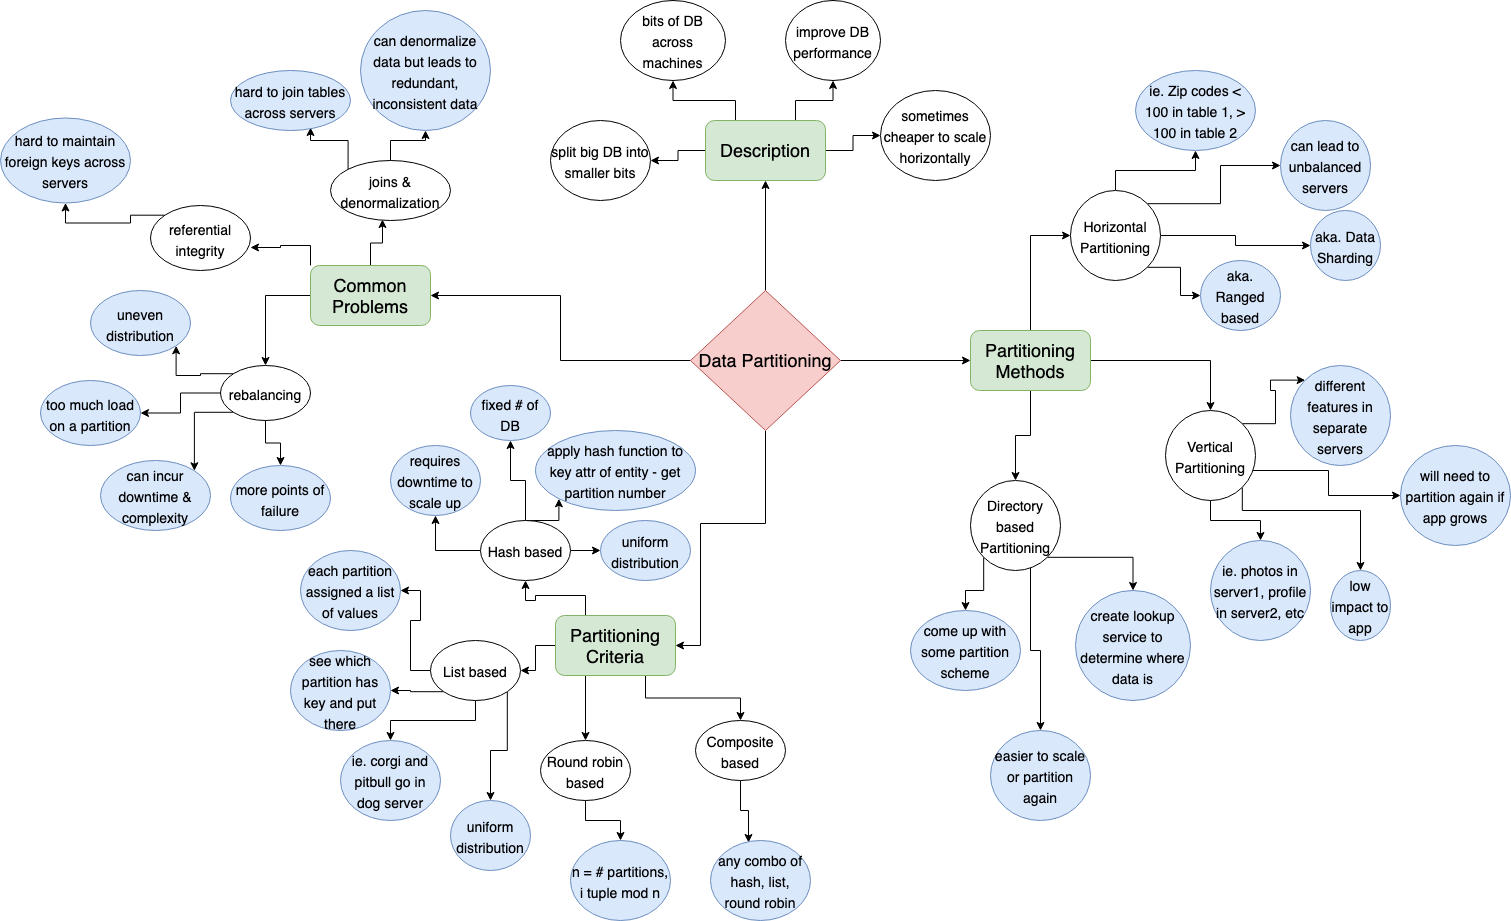 bits of DB
across
machines
improve DB
performance
split big DB into
smaller bits
sometimes
cheaper to scale
horizontally
Description
can denormalize
data but leads to
redundant,
inconsistent data
hard to join tables
across servers
hard to maintain
foreign keys across
servers
joins &
denormalization
referential
integrity
Common
Problems
uneven
distribution
too much load
on a partition
rebalancing
can incur
downtime &
complexity
more points of
failure
Data Partitioning
ie. Zip codes <
100 in table 1, >
100 in table 2
can lead to
unbalanced
servers
Horizontal
Partitioning
aka. Data
Sharding
aka.
Ranged
based
Partitioning
Methods
different
features in
separate
servers
Vertical
Partitioning
will need to
partition again if
app grows
ie. photos in
server1, profile
in server2, etc
low
impact to
app
Directory
based
Partitioning
come up with
some partition
scheme
create lookup
service to
determine where
data is
easier to scale
or partition
again
fixed # of
DB
requires
downtime to
scale up
apply hash function to
key attr of entity - get
partition number
Hash based
uniform
distribution
each partition
assigned a list
of values
Partitioning
Criteria
see which
partition has
key and put
there
List based
ie. corgi and
pitbull go in
dog server
uniform
distribution
Round robin
based
Composite
based
n = # partitions,
i tuple mod n
any combo of
hash, list,
round robin